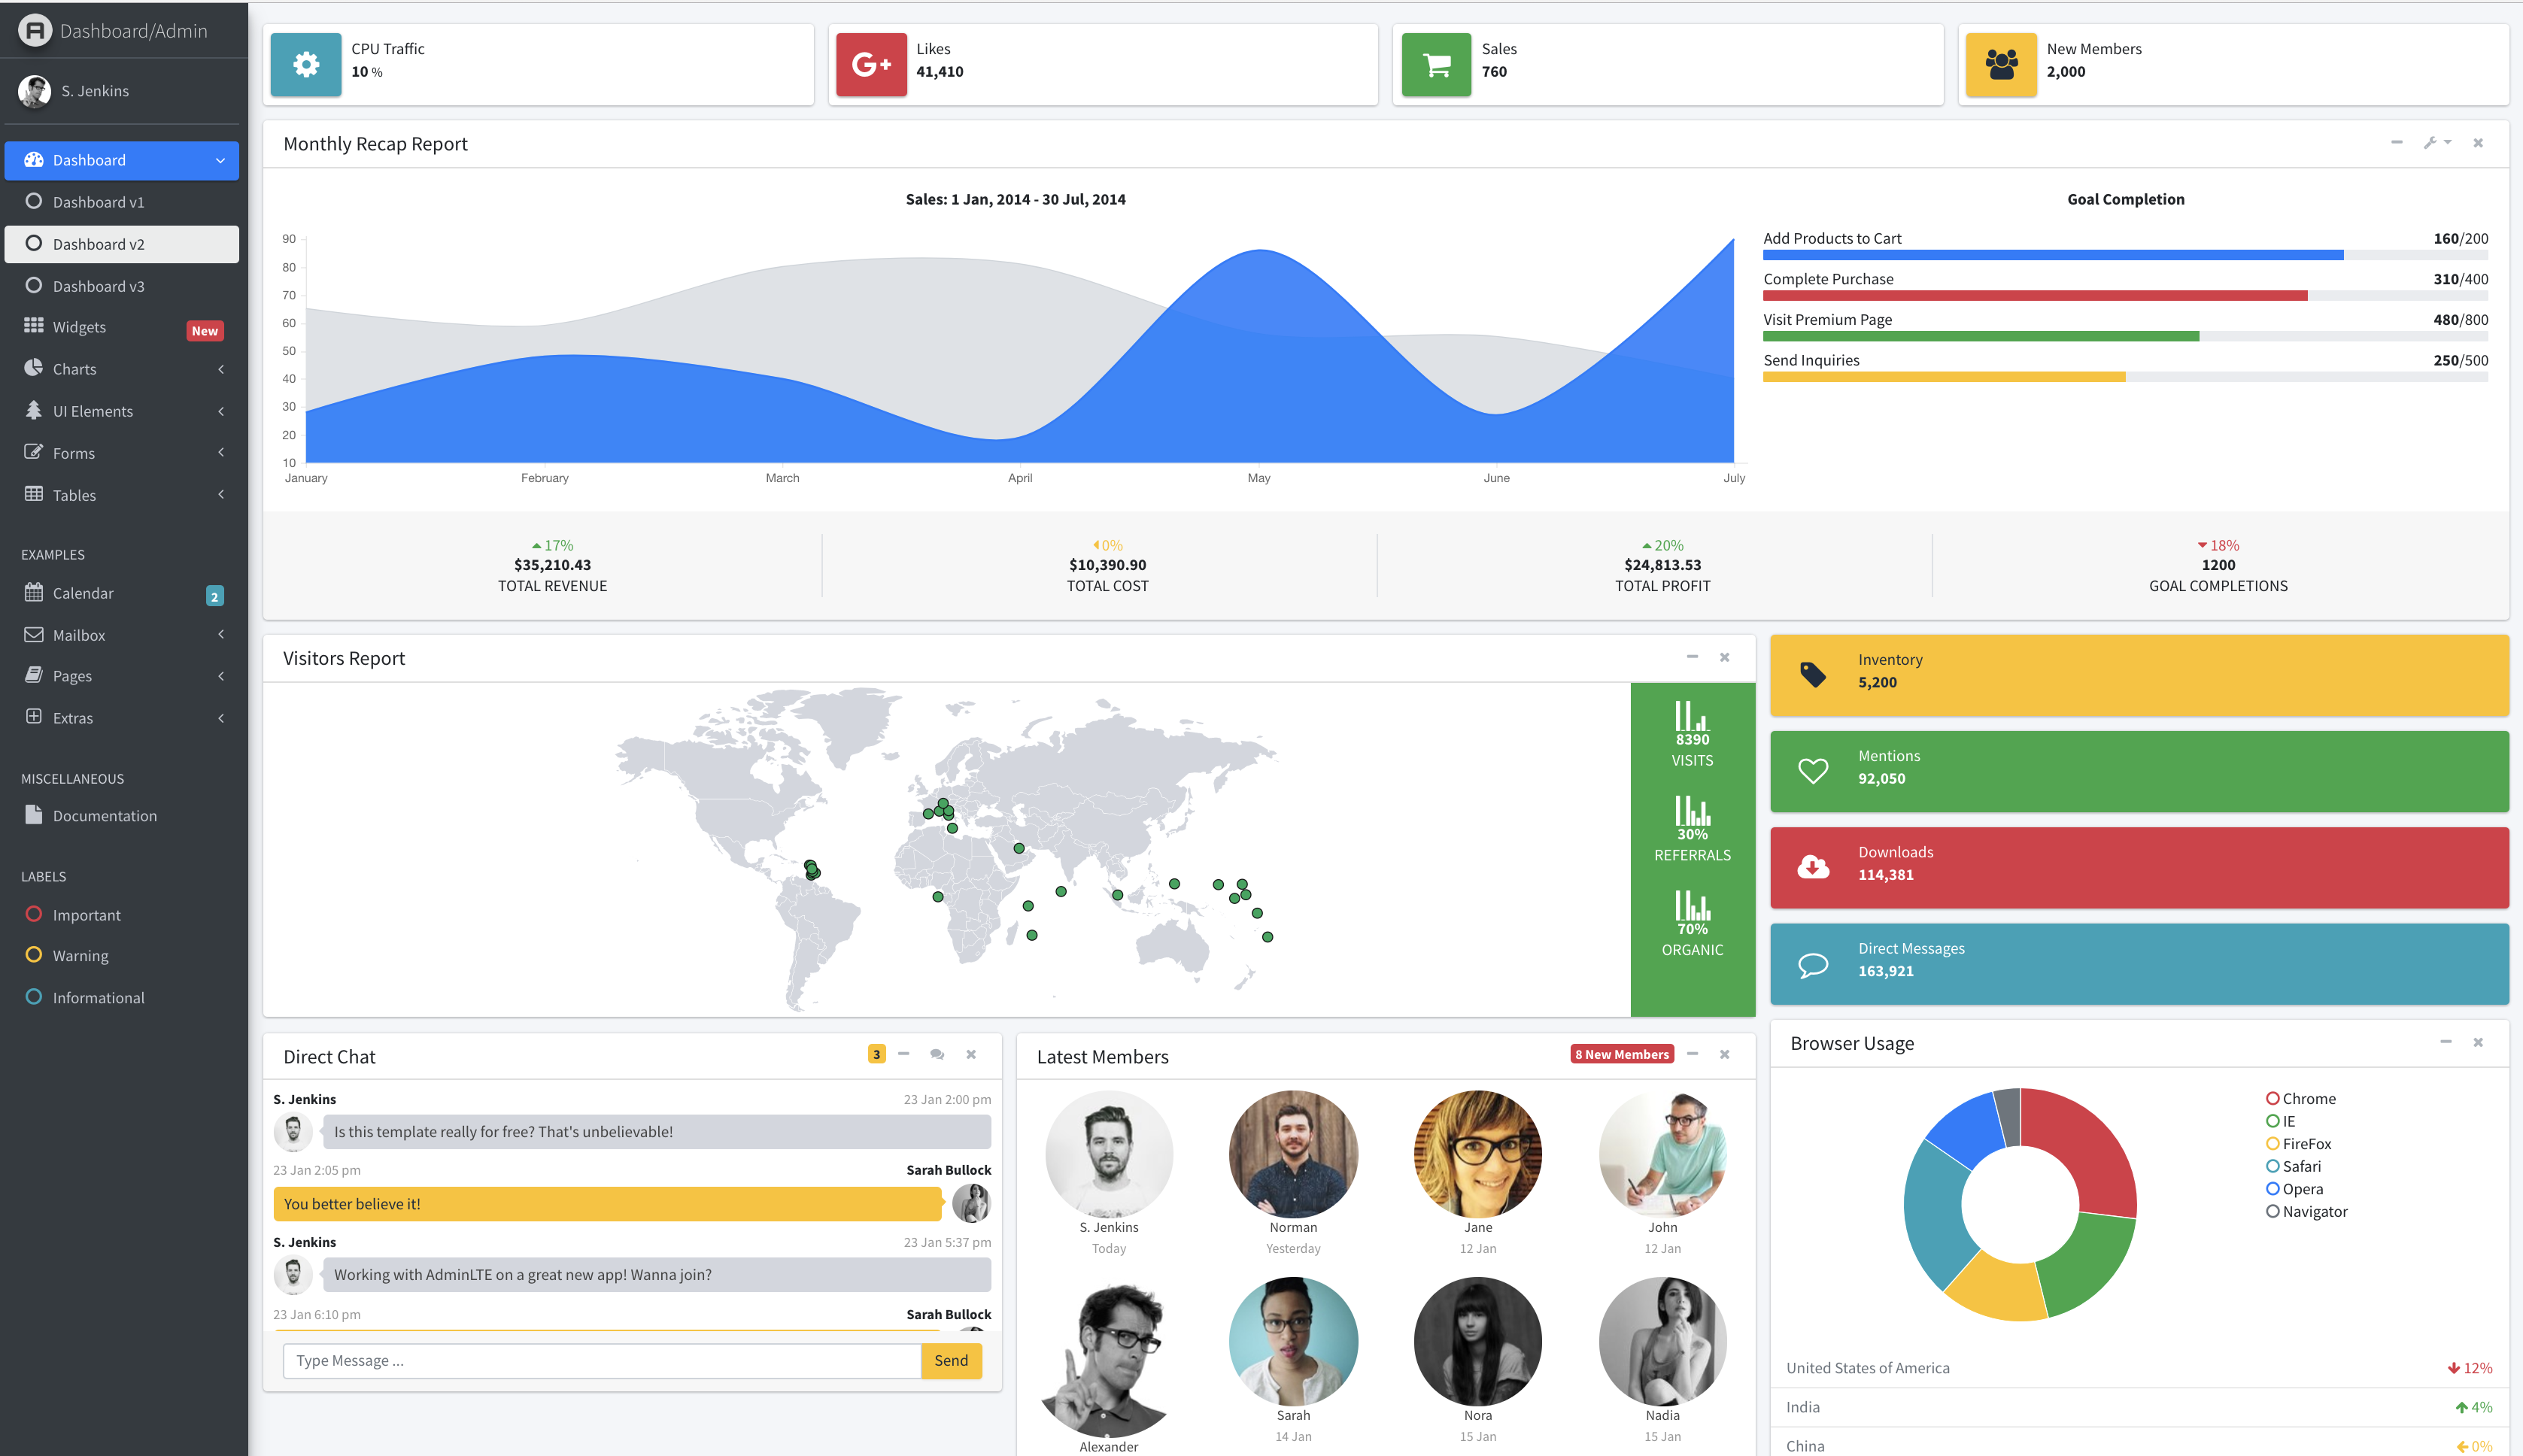 Dashboard/Admin
S. Jenkins
Dashboard
Dashboard v1
Dashboard v2
Dashboard v3
Widgets New
Charts
UI Elements
Forms
Tables
EXAMPLES
Calendar 2
Mailbox
Pages
Extras
MISCELLANEOUS
Documentation
LABELS
Important
Warning
Informational
CPU Traffic
10 %
G+
Likes
41,410
Sales
760
New Members
2,000
Monthly Recap Report
Sales: 1 Jan, 2014 - 30 Jul, 2014
90
80
70
60
50
40
30
20
10
January February March April May June July
Goal Completion
Add Products to Cart 160/200
Complete Purchase 310/400
Visit Premium Page 480/800
Send Inquiries 250/500
17%
$35,210.43
TOTAL REVENUE
0%
$10,390.90
TOTAL COST
20%
$24,813.53
TOTAL PROFIT
18%
1200
GOAL COMPLETIONS
Visitors Report
8390
VISITS
30%
REFERRALS
70%
ORGANIC
Inventory
5,200
Mentions
92,050
Downloads
114,381
Direct Messages
163,921
Direct Chat 3
S. Jenkins 23 Jan 2:00 pm
Is this template really for free? That's unbelievable!
23 Jan 2:05 pm Sarah Bullock
You better believe it!
S. Jenkins 23 Jan 5:37 pm
Working with AdminLTE on a great new app! Wanna join?
23 Jan 6:10 pm Sarah Bullock
Type Message ... Send
Latest Members 8 New Members
S. Jenkins
Today
Norman
Yesterday
Jane
12 Jan
John
12 Jan
Alexander
Sarah
14 Jan
Nora
15 Jan
Nadia
15 Jan
Browser Usage
Chrome
IE
FireFox
Safari
Opera
Navigator
United States of America 12%
India 4%
China 0%